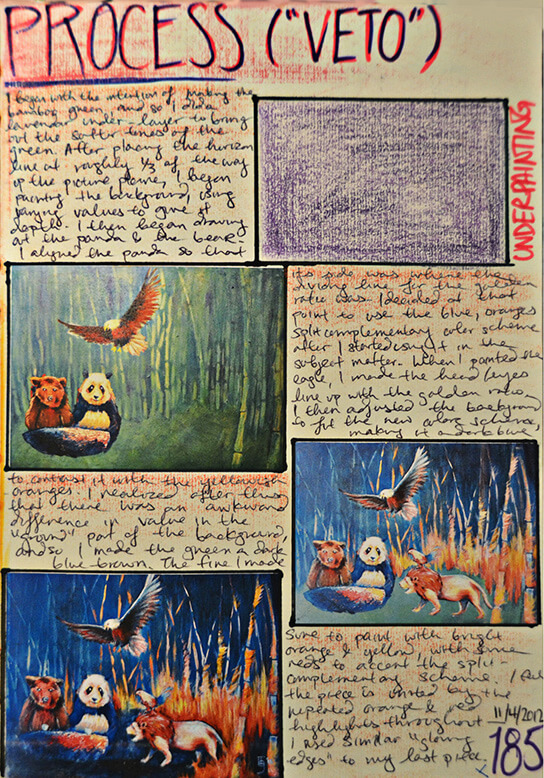 PROCESS ("VETO")
I began with the intention of making the
bamboo green and so I did a
lavender under-layer to bring
out the softer tones of the
green. After placing the horizon
line at roughly 1/3 of the way
up the picture plane, I began
painting the background, using
varying values to give it
depth. I then began drawing
out the panda & the bear.
I aligned the panda so that
UNDERPAINTING
its side was where the
dividing line for the golden
ratio was. I decided at that
point to use the blue, oranges
split complementary color scheme
after I started using it in the
subject matter. When I painted the
eagle, I made the head/eyes
line up with the golden ratio.
I then adjusted the background
to fit the new color scheme,
making it a dark blue
to contrast it with the yellowish
oranges. I realized after this
that there was an awkward
difference in value in the
"ground" part of the background,
and so I made the green a dark
blue brown. The fire I made
sure to paint with bright
orange & yellow, with some
reds to accent the split-
complementary scheme. I feel
the piece is united by the
repeated orange & red
highlights throughout
I used similar "glowing
edges" to my last piece.
11/4/2012
185